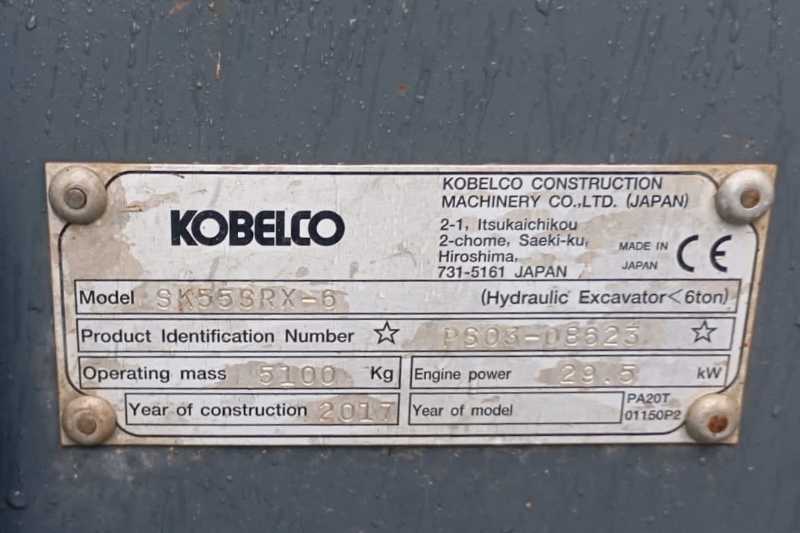 KOBELCO
KOBELCO CONSTRUCTION
MACHINERY CO.,LTD. (JAPAN)
2-1, Itsukaichikou
2-chome, Saeki-ku,
Hiroshima,
731-5161 JAPAN
MADE IN
JAPAN
CE
Model SK55SRX-6 (Hydraulic Excavator<6ton)
Product Identification Number ☆ PS03-08623 ☆
Operating mass 5100 Kg
Engine power 29.5 kW
Year of construction 2017
Year of model
PA20T
01150P2